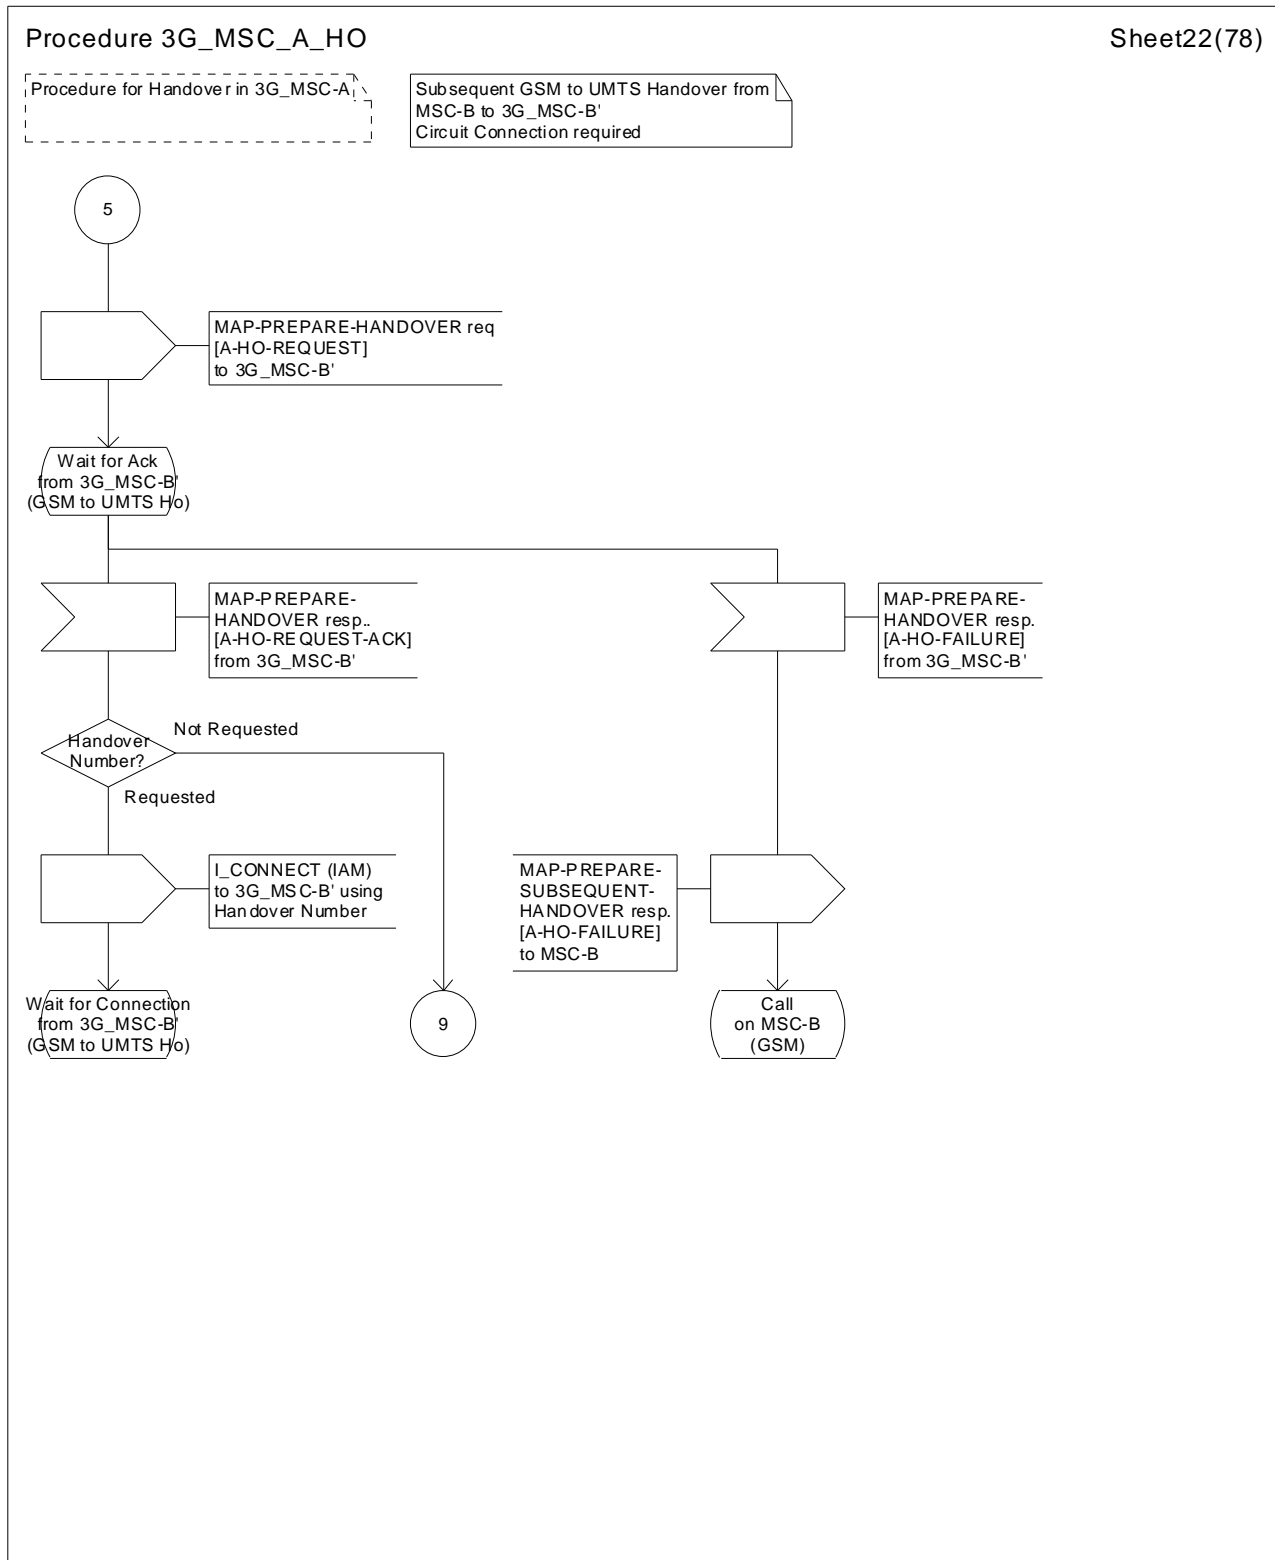 Procedure 3G_MSC_A_HO
Sheet22(78)
Procedure for Handover in 3G_MSC-A
Subsequent GSM to UMTS Handover from
MSC-B to 3G_MSC-B'
Circuit Connection required
5
MAP-PREPARE-HANDOVER req
[A-HO-REQUEST]
to 3G_MSC-B'
Wait for Ack
from 3G_MSC-B'
(GSM to UMTS Ho)
MAP-PREPARE-
HANDOVER resp..
[A-HO-REQUEST-ACK]
from 3G_MSC-B'
MAP-PREPARE-
HANDOVER resp.
[A-HO-FAILURE]
from 3G_MSC-B'
Handover
Number?
Not Requested
Requested
I_CONNECT (IAM)
to 3G_MSC-B' using
Handover Number
MAP-PREPARE-
SUBSEQUENT-
HANDOVER resp.
[A-HO-FAILURE]
to MSC-B
Wait for Connection
from 3G_MSC-B'
(GSM to UMTS Ho)
9
Call
on MSC-B
(GSM)